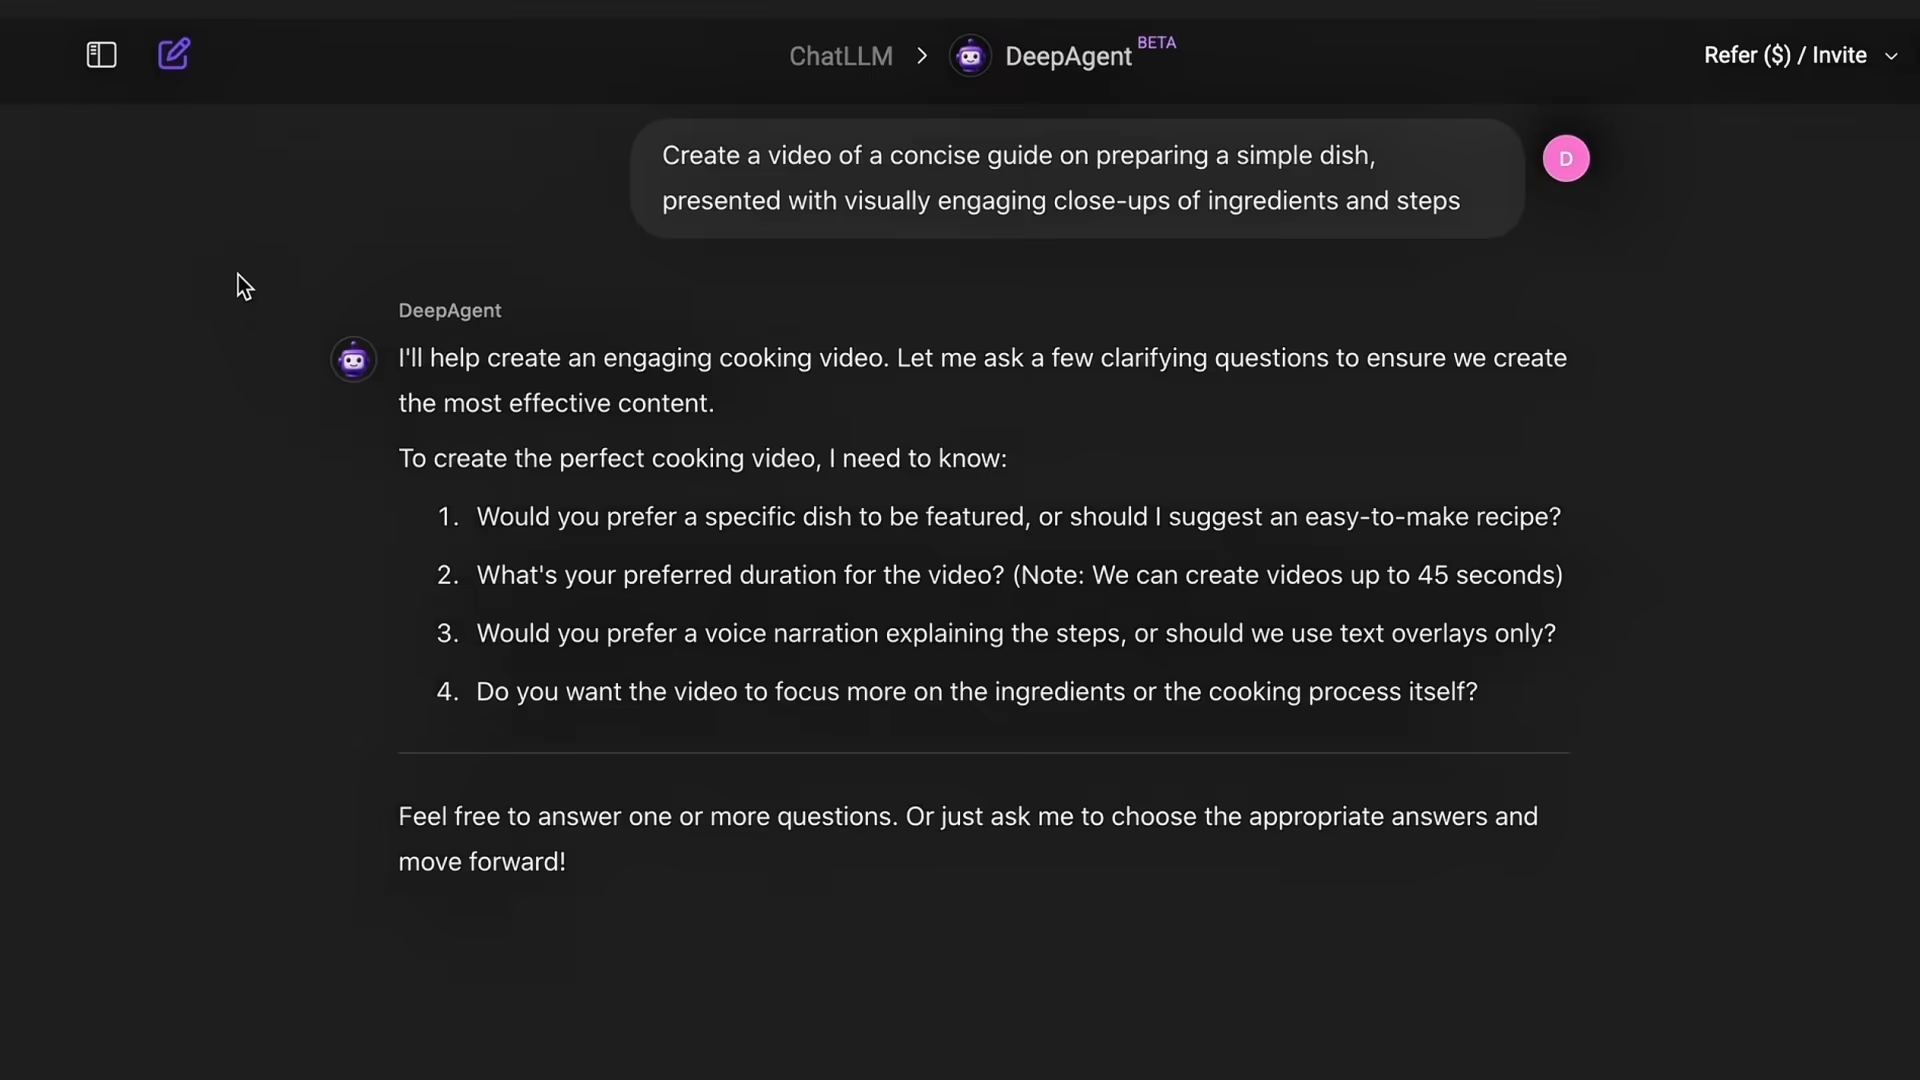 ChatLLM > DeepAgent BETA
Refer ($) / Invite
Create a video of a concise guide on preparing a simple dish,
presented with visually engaging close-ups of ingredients and steps
D
DeepAgent
I'll help create an engaging cooking video. Let me ask a few clarifying questions to ensure we create
the most effective content.
To create the perfect cooking video, I need to know:
1. Would you prefer a specific dish to be featured, or should I suggest an easy-to-make recipe?
2. What's your preferred duration for the video? (Note: We can create videos up to 45 seconds)
3. Would you prefer a voice narration explaining the steps, or should we use text overlays only?
4. Do you want the video to focus more on the ingredients or the cooking process itself?
Feel free to answer one or more questions. Or just ask me to choose the appropriate answers and
move forward!